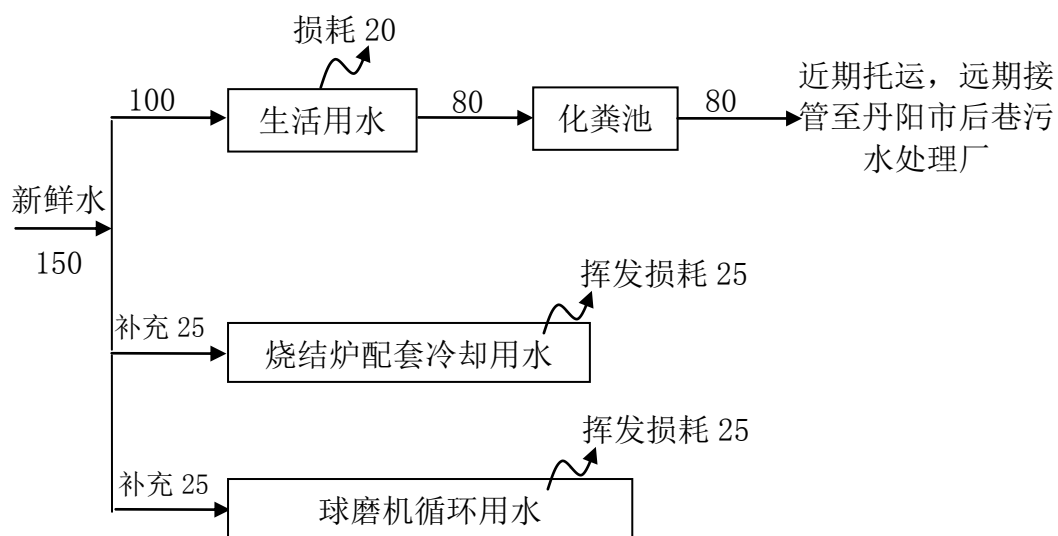 损耗 20
100
生活用水
80
化粪池
80
近期托运，远期接
管至丹阳市后巷污
水处理厂
新鲜水
150
挥发损耗 25
补充 25
烧结炉配套冷却用水
挥发损耗 25
补充 25
球磨机循环用水